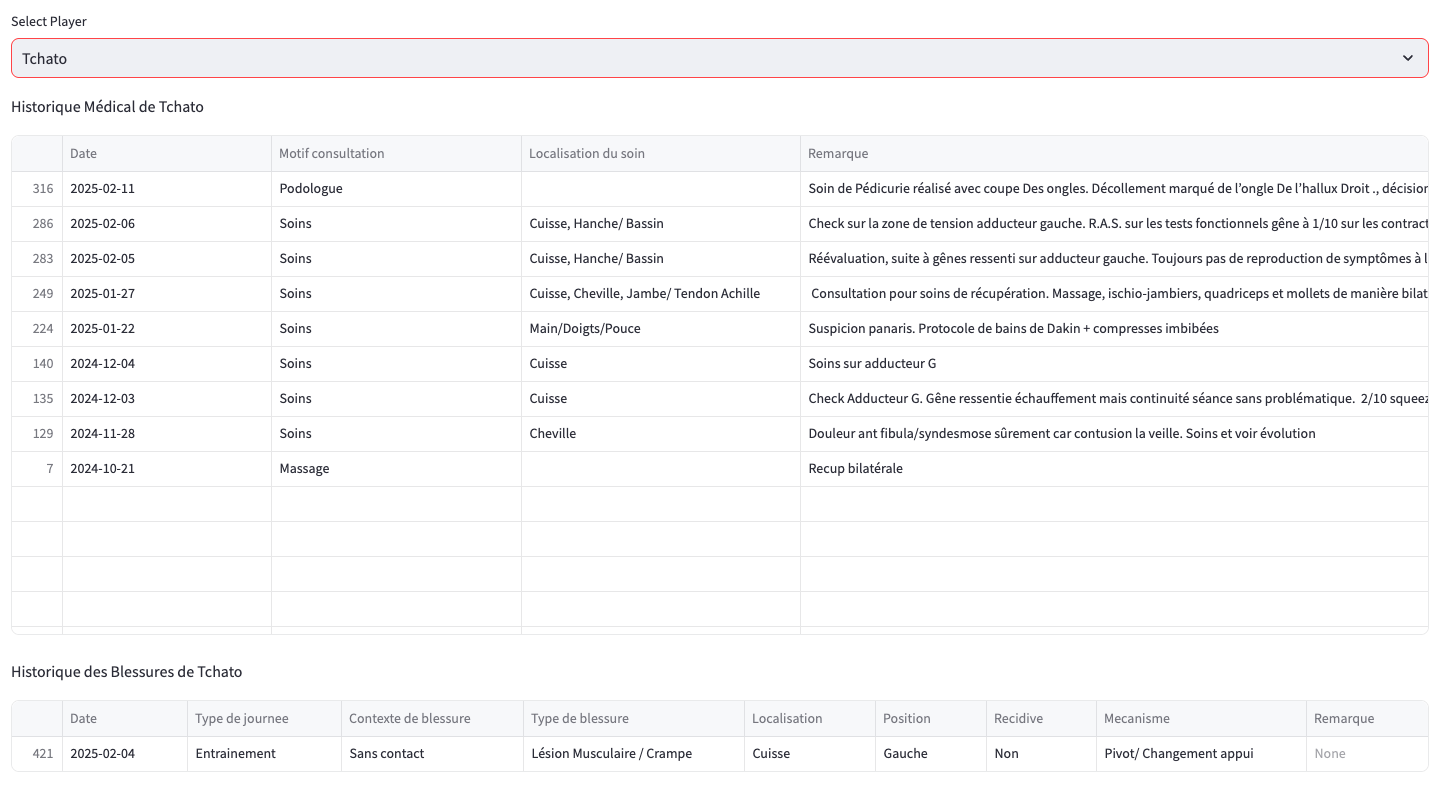 Select Player
Tchato
Historique Médical de Tchato
Date Motif consultation Localisation du soin Remarque
316 2025-02-11 Podologue Soin de Pédicurie réalisé avec coupe Des ongles. Décollement marqué de l’ongle De l’hallux Droit ., décision
286 2025-02-06 Soins Cuisse, Hanche/ Bassin Check sur la zone de tension adducteur gauche. R.A.S. sur les tests fonctionnels gêne à 1/10 sur les contract
283 2025-02-05 Soins Cuisse, Hanche/ Bassin Réévaluation, suite à gênes ressenti sur adducteur gauche. Toujours pas de reproduction de symptômes à l
249 2025-01-27 Soins Cuisse, Cheville, Jambe/ Tendon Achille Consultation pour soins de récupération. Massage, ischio-jambiers, quadriceps et mollets de manière bilat
224 2025-01-22 Soins Main/Doigts/Pouce Suspicion panaris. Protocole de bains de Dakin + compresses imbibées
140 2024-12-04 Soins Cuisse Soins sur adducteur G
135 2024-12-03 Soins Cuisse Check Adducteur G. Gêne ressentie échauffement mais continuité séance sans problématique.  2/10 squeez
129 2024-11-28 Soins Cheville Douleur ant fibula/syndesmose sûrement car contusion la veille. Soins et voir évolution
7 2024-10-21 Massage Recup bilatérale
Historique des Blessures de Tchato
Date Type de journee Contexte de blessure Type de blessure Localisation Position Recidive Mecanisme Remarque
421 2025-02-04 Entrainement Sans contact Lésion Musculaire / Crampe Cuisse Gauche Non Pivot/ Changement appui None